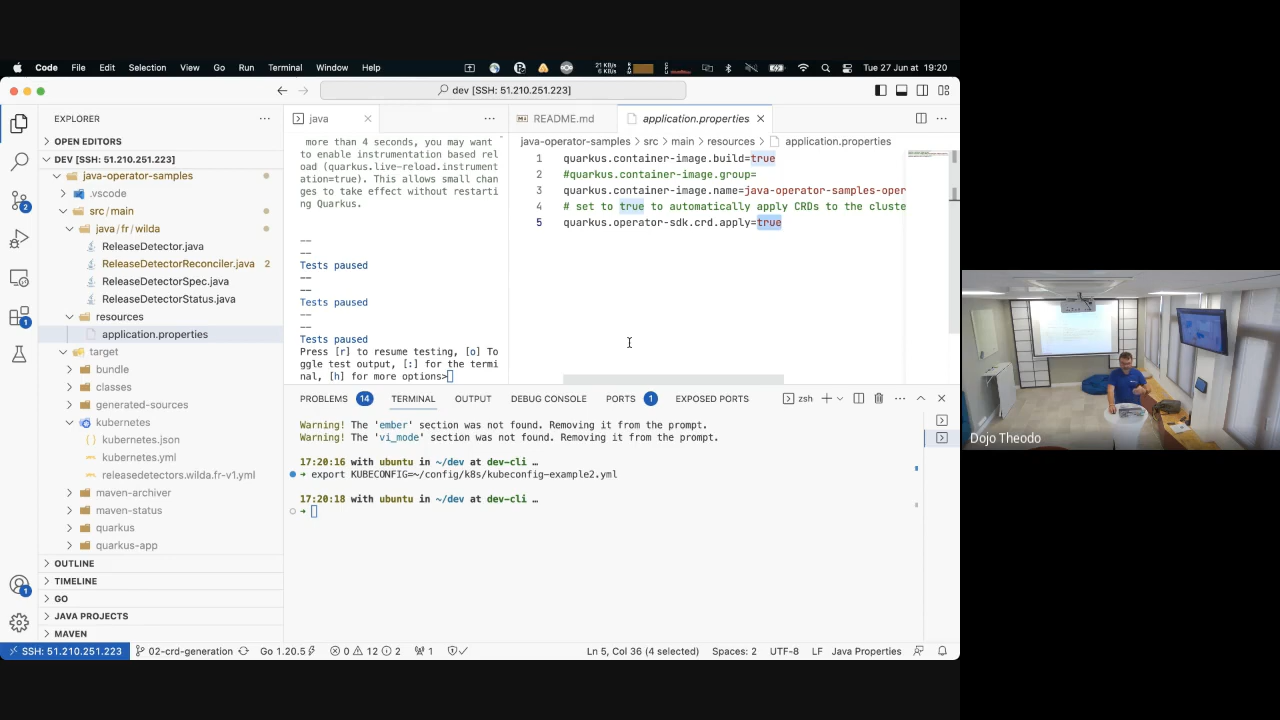 Code File Edit Selection View Go Run Terminal Window Help
21 KB/s
6 KB/s
Tue 27 Jun at 19:20
dev [SSH: 51.210.251.223]
EXPLORER
OPEN EDITORS
DEV [SSH: 51.210.251.223]
java-operator-samples
.vscode
src/main
java/fr/wilda
ReleaseDetector.java
ReleaseDetectorReconciler.java 2
ReleaseDetectorSpec.java
ReleaseDetectorStatus.java
resources
application.properties
target
bundle
classes
generated-sources
kubernetes
kubernetes.json
kubernetes.yml
releasedetectors.wilda.fr-v1.yml
maven-archiver
maven-status
quarkus
quarkus-app
OUTLINE
TIMELINE
GO
JAVA PROJECTS
MAVEN
2
1
1
java
more than 4 seconds, you may want
to enable instrumentation based rel
oad (quarkus.live-reload.instrument
ation=true). This allows small chan
ges to take effect without restarti
ng Quarkus.
--
--
Tests paused
--
--
Tests paused
--
--
Tests paused
Press [r] to resume testing, [o] To
ggle test output, [:] for the termi
nal, [h] for more options>
README.md application.properties
java-operator-samples > src > main > resources > application.properties
1 quarkus.container-image.build=true
2 #quarkus.container-image.group=
3 quarkus.container-image.name=java-operator-samples-oper
4 # set to true to automatically apply CRDs to the cluste
5 quarkus.operator-sdk.crd.apply=true
PROBLEMS 14 TERMINAL OUTPUT DEBUG CONSOLE PORTS 1 EXPOSED PORTS zsh
Warning! The 'ember' section was not found. Removing it from the prompt.
Warning! The 'vi_mode' section was not found. Removing it from the prompt.
17:20:16 with ubuntu in ~/dev at dev-cli …
➜ export KUBECONFIG=~/config/k8s/kubeconfig-example2.yml
17:20:18 with ubuntu in ~/dev at dev-cli …
➜
SSH: 51.210.251.223 02-crd-generation Go 1.20.5 0 12 2 1 Ln 5, Col 36 (4 selected) Spaces: 2 UTF-8 LF Java Properties
Dojo Theodo